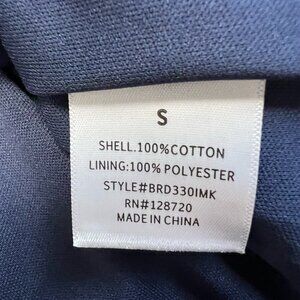 S
SHELL.100%COTTON
LINING:100% POLYESTER
STYLE#BRD330IMK
RN#128720
MADE IN CHINA